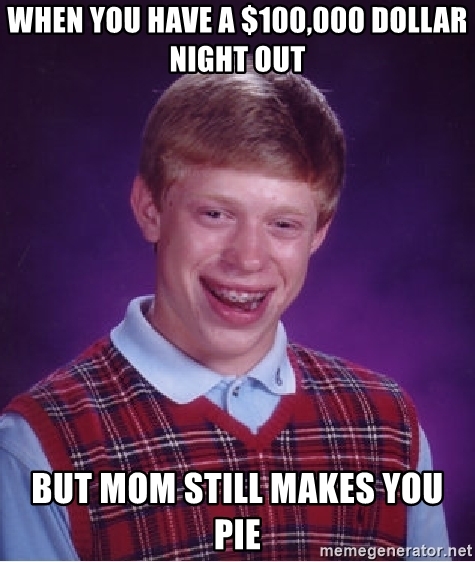 WHEN YOU HAVE A $100,000 DOLLAR
NIGHT OUT
BUT MOM STILL MAKES YOU
PIE
memegenerator.net